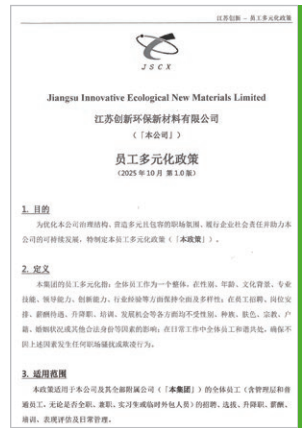 江苏创新 - 员工多元化政策
JSCX
Jiangsu Innovative Ecological New Materials Limited
江苏创新环保新材料有限公司
（「本公司」）
员工多元化政策
（2025 年 10 月 第 1.0 版）
1. 目的
为优化本公司治理结构、营造多元且包容的职场氛围、履行企业社会责任并助力本
公司的可持续发展，特制定本员工多元化政策（「本政策」）。
2. 定义
本集团的员工多元化指：全体员工作为一个整体，在性别、年龄、文化背景、专业
技能、领导能力、创新能力、行业经验等方面保持全面及多样性；在员工招聘、岗位安
排、薪酬待遇、升降职、培训、发展机会等各方面均不受性别、种族、肤色、宗教、户
籍、婚姻状况或其他合法身份等因素的影响；在日常工作中全体员工和谐共处，确保不
因上述因素发生任何职场骚扰或欺凌行为。
3. 适用范围
本政策适用于本公司及其全部附属公司（「本集团」）的全体员工（含管理层和普
通员工，无论是否全职、兼职、实习生或临时外包人员）的招聘、选拔、升降职、薪酬、
培训、表现评估及日常管理。